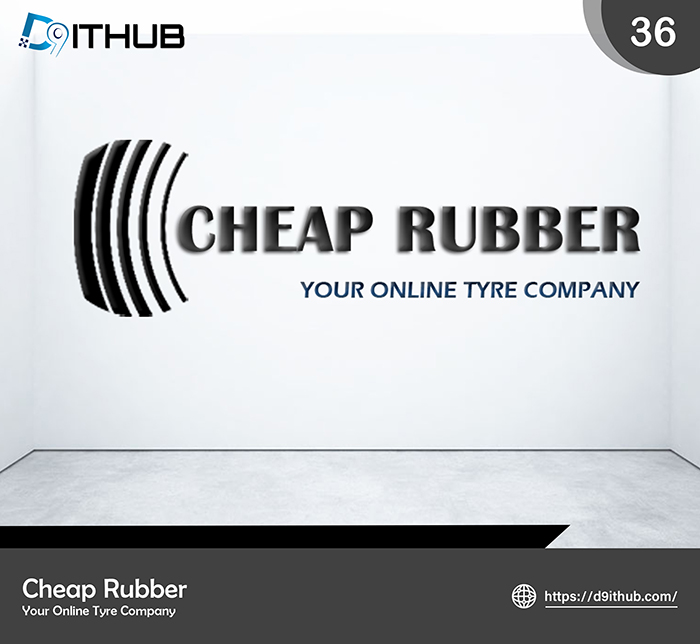 D9ITHUB
36
CHEAP RUBBER
YOUR ONLINE TYRE COMPANY
Cheap Rubber
Your Online Tyre Company
https://d9ithub.com/